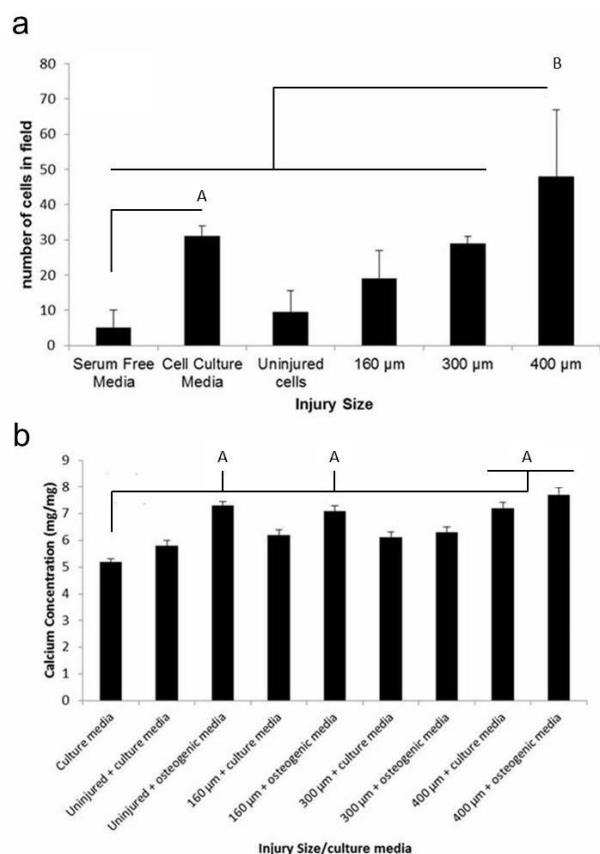 a
B
80
70
60
50
40
30
20
10
0
number of cells in field
A
Serum Free Media
Cell Culture Media
Uninjured cells
160 µm
300 µm
400 µm
Injury Size
b
A
A
A
9
8
7
6
5
4
3
2
1
0
Calcium Concentration (mg/mg)
Culture media
Uninjured + culture media
Uninjured + osteogenic media
160 µm + culture media
160 µm + osteogenic media
300 µm + culture media
300 µm + osteogenic media
400 µm + culture media
400 µm + osteogenic media
Injury Size/culture media